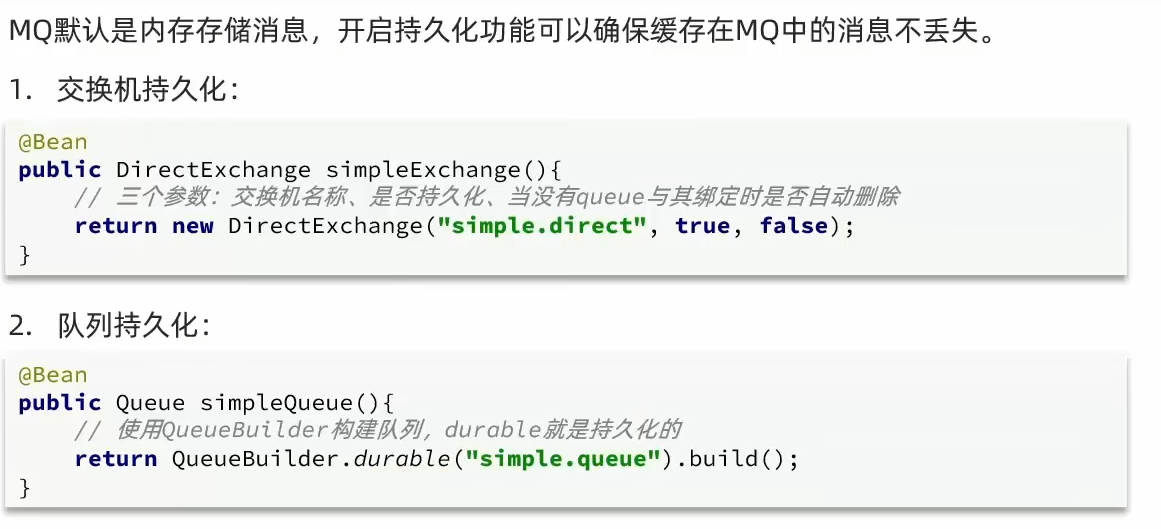 MQ默认是内存存储消息，开启持久化功能可以确保缓存在MQ中的消息不丢失。
1. 交换机持久化：
@Bean
public DirectExchange simpleExchange(){
    // 三个参数：交换机名称、是否持久化、当没有queue与其绑定时是否自动删除
    return new DirectExchange("simple.direct", true, false);
}
2. 队列持久化：
@Bean
public Queue simpleQueue(){
    // 使用QueueBuilder构建队列，durable就是持久化的
    return QueueBuilder.durable("simple.queue").build();
}